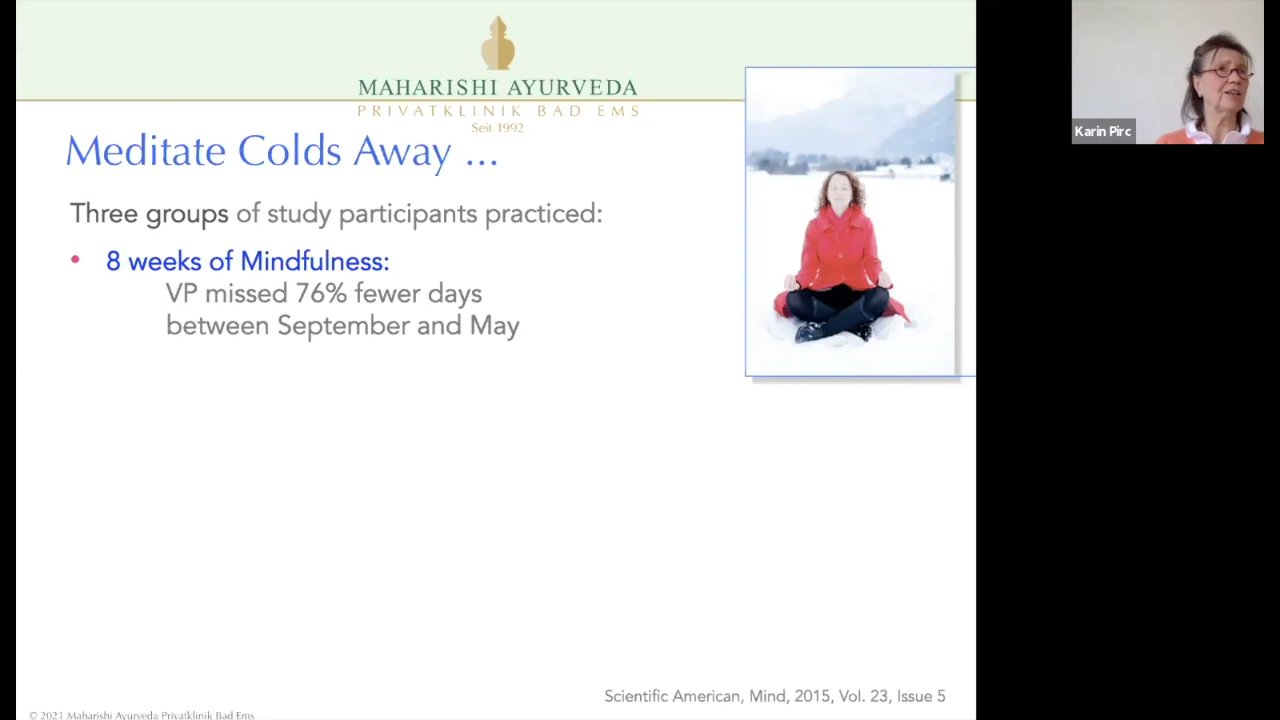 MAHARISHI AYURVEDA
PRIVATKLINIK BAD EMS
Seit 1992
Karin Pirc
Meditate Colds Away ...
Three groups of study participants practiced:
• 8 weeks of Mindfulness:
VP missed 76% fewer days
between September and May
Scientific American, Mind, 2015, Vol. 23, Issue 5
© 2021 Maharishi Ayurveda Privatklinik Bad Ems